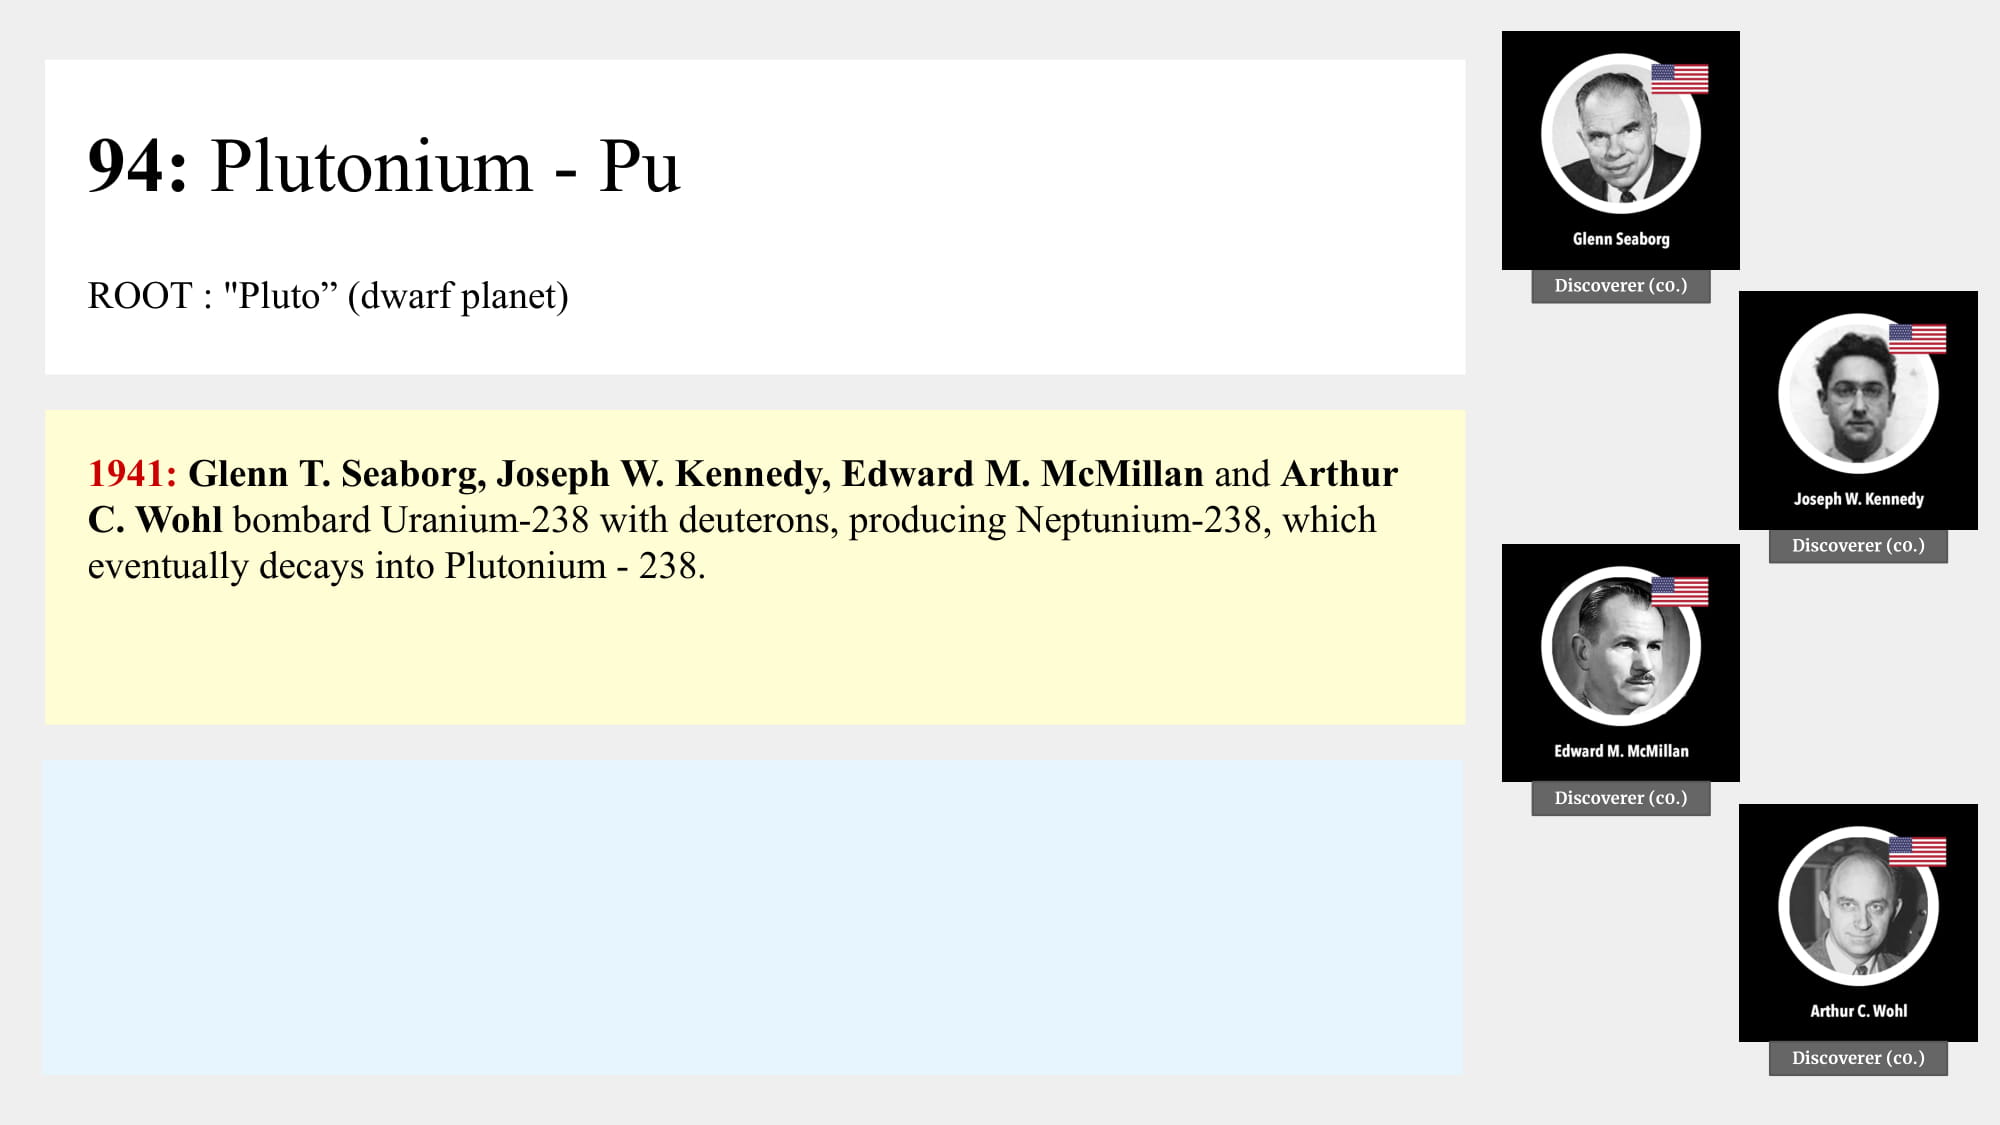 94: Plutonium - Pu
ROOT : "Pluto” (dwarf planet)
1941: Glenn T. Seaborg, Joseph W. Kennedy, Edward M. McMillan and Arthur
C. Wohl bombard Uranium-238 with deuterons, producing Neptunium-238, which
eventually decays into Plutonium - 238.
Glenn Seaborg
Discoverer (co.)
Joseph W. Kennedy
Discoverer (co.)
Edward M. McMillan
Discoverer (co.)
Arthur C. Wohl
Discoverer (co.)